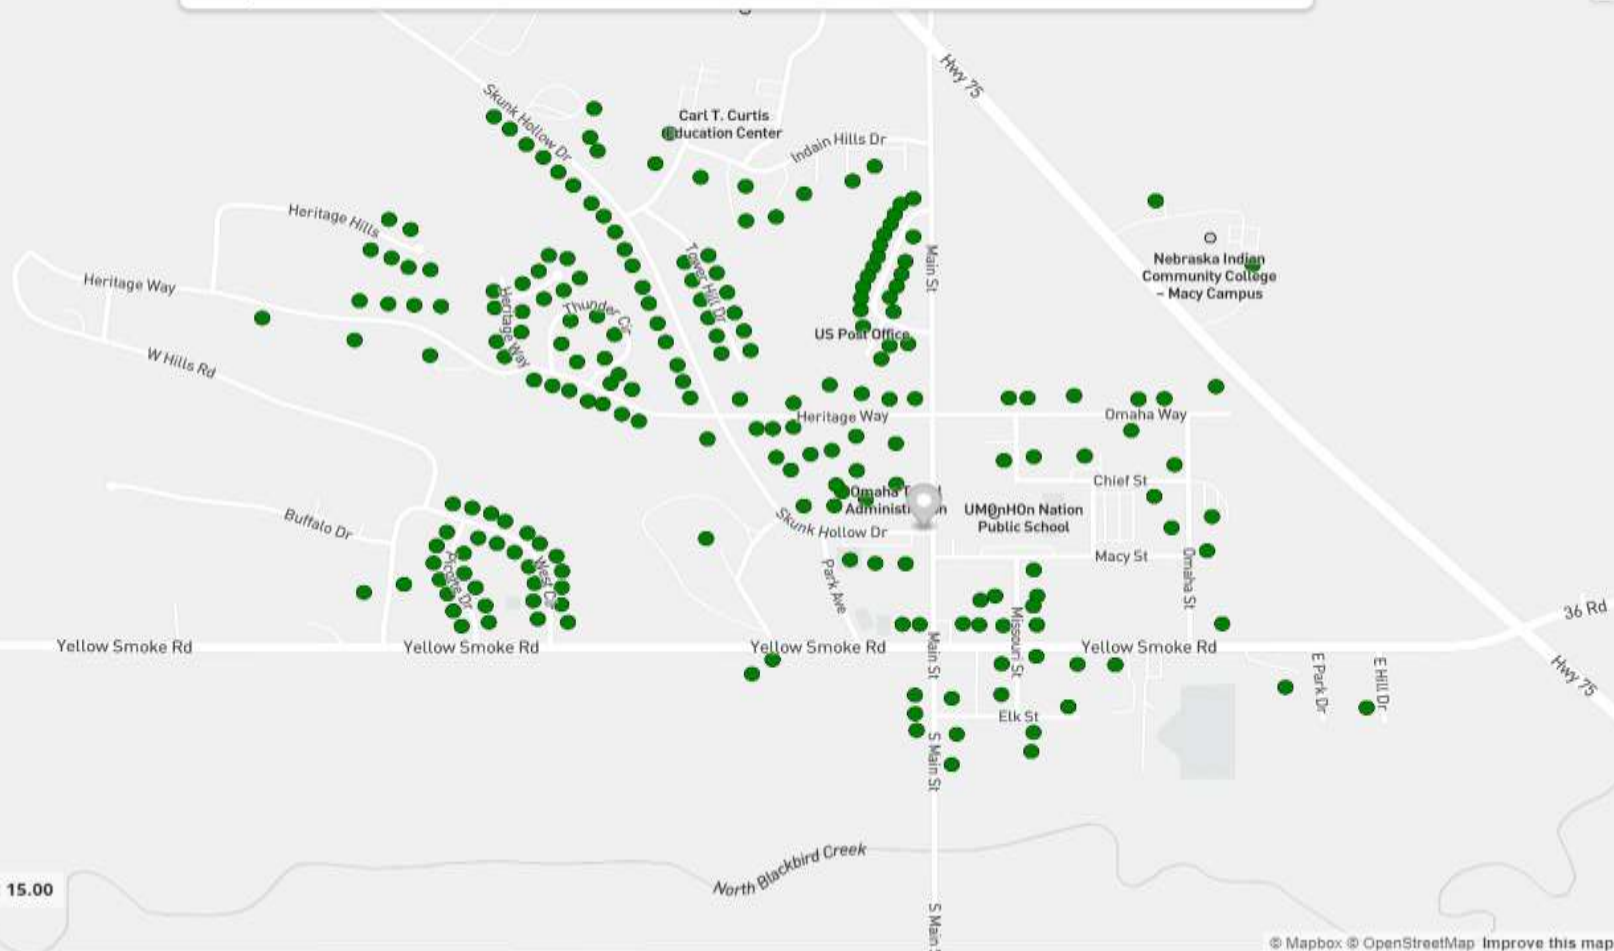 Hwy 75
Skunk Hollow Dr
Carl T. Curtis
Education Center
Indain Hills Dr
Heritage Hills
Main St
Tower Hill Dr
Heritage Way
Heritage Way
Thunder Cir
Nebraska Indian
Community College
– Macy Campus
US Post Office
W Hills Rd
Heritage Way
Omaha Way
Chief St
Omaha
Administ
UMOnHOn Nation
Public School
Buffalo Dr
Skunk Hollow Dr
Macy St
Omaha St
Park Ave
Picotte Dr
West Cir
36 Rd
Missouri St
Main St
Yellow Smoke Rd
Yellow Smoke Rd
Yellow Smoke Rd
Yellow Smoke Rd
E Park Dr
E Hill Dr
Hwy 75
Elk St
S Main St
North Blackbird Creek
15.00
S Main
© Mapbox © OpenStreetMap Improve this map